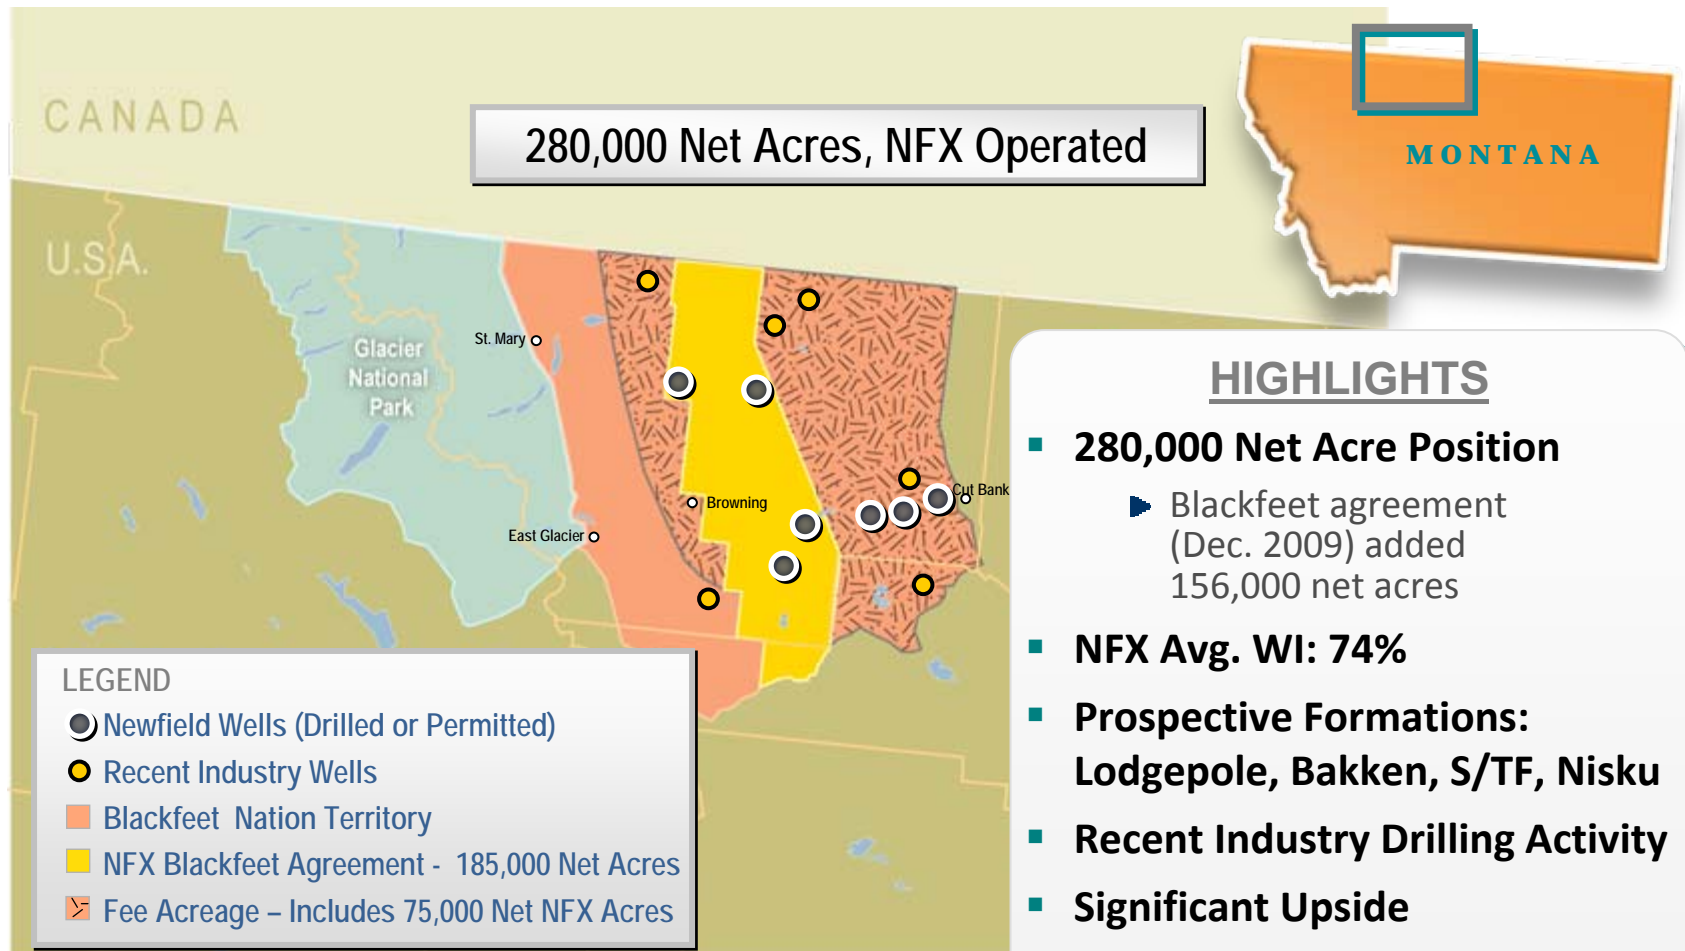 CANADA
280,000 Net Acres, NFX Operated
MONTANA
U.S.A.
St. Mary
Glacier
National
Park
Browning
East Glacier
Cut Bank
HIGHLIGHTS
▪ 280,000 Net Acre Position
Blackfeet agreement
(Dec. 2009) added
156,000 net acres
▪ NFX Avg. WI: 74%
▪ Prospective Formations:
Lodgepole, Bakken, S/TF, Nisku
▪ Recent Industry Drilling Activity
▪ Significant Upside
LEGEND
Newfield Wells (Drilled or Permitted)
Recent Industry Wells
Blackfeet Nation Territory
NFX Blackfeet Agreement - 185,000 Net Acres
Fee Acreage – Includes 75,000 Net NFX Acres